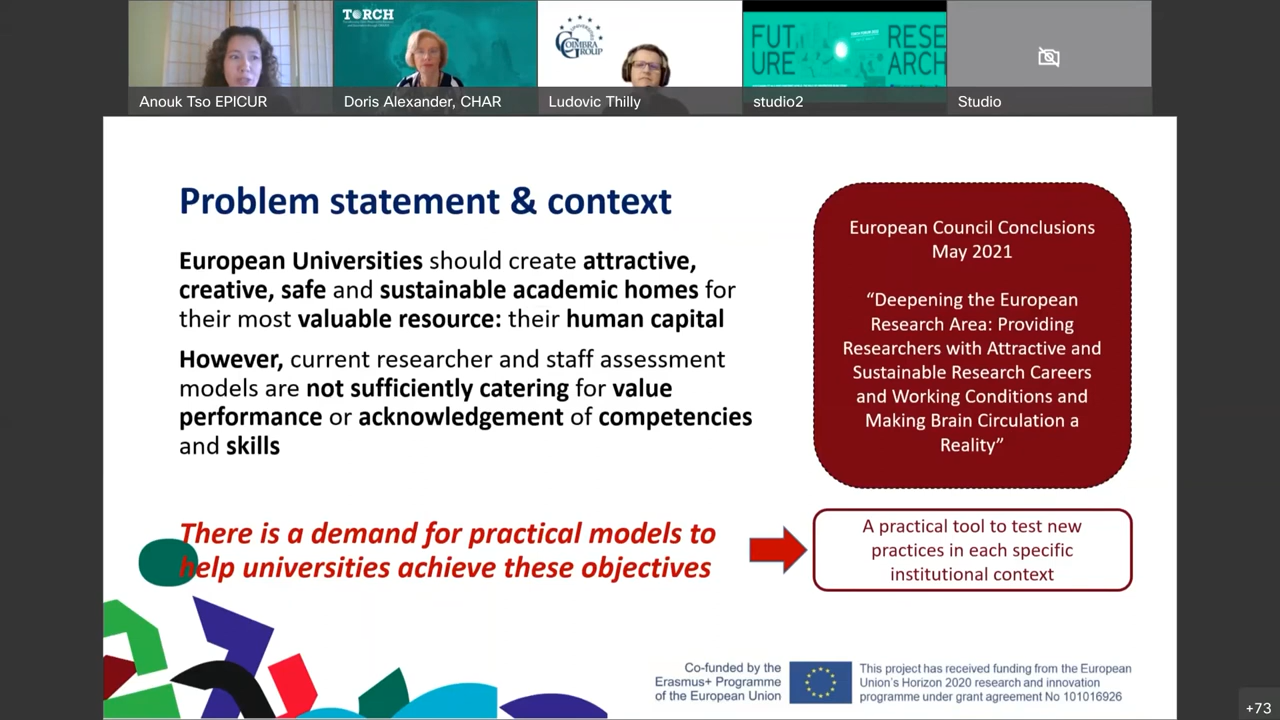 TORCH
COIMBRA
GROUP
FUT
URE
RESE
ARCH
Anouk Tso EPICUR
Doris Alexander, CHAR
Ludovic Thilly
studio2
Studio
Problem statement & context
European Universities should create attractive,
creative, safe and sustainable academic homes for
their most valuable resource: their human capital
However, current researcher and staff assessment
models are not sufficiently catering for value
performance or acknowledgement of competencies
and skills
There is a demand for practical models to
help universities achieve these objectives
European Council Conclusions
May 2021
“Deepening the European
Research Area: Providing
Researchers with Attractive and
Sustainable Research Careers
and Working Conditions and
Making Brain Circulation a
Reality”
A practical tool to test new
practices in each specific
institutional context
Co-funded by the
Erasmus+ Programme
of the European Union
This project has received funding from the European
Union’s Horizon 2020 research and innovation
programme under grant agreement No 101016926
+73